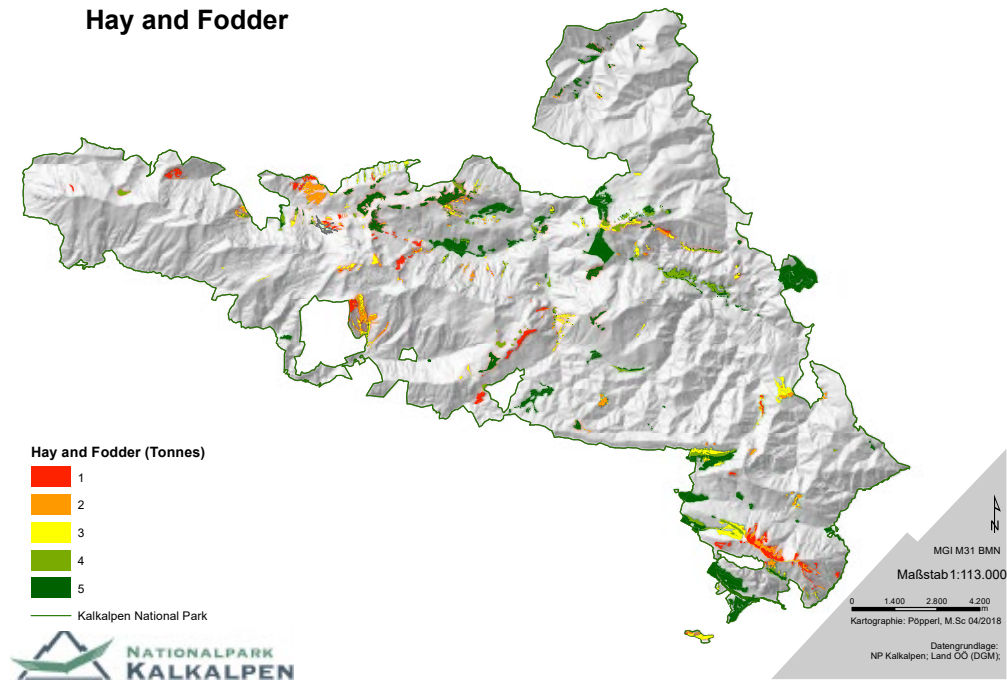 Hay and Fodder
Hay and Fodder (Tonnes)
1
2
3
4
5
Kalkalpen National Park
NATIONALPARK
KALKALPEN
N
MGI M31 BMN
Maßstab1:113.000
0 1.400 2.800 4.200
m
Kartographie: Pöpperl, M.Sc 04/2018
Datengrundlage:
NP Kalkalpen; Land OÖ (DGM);